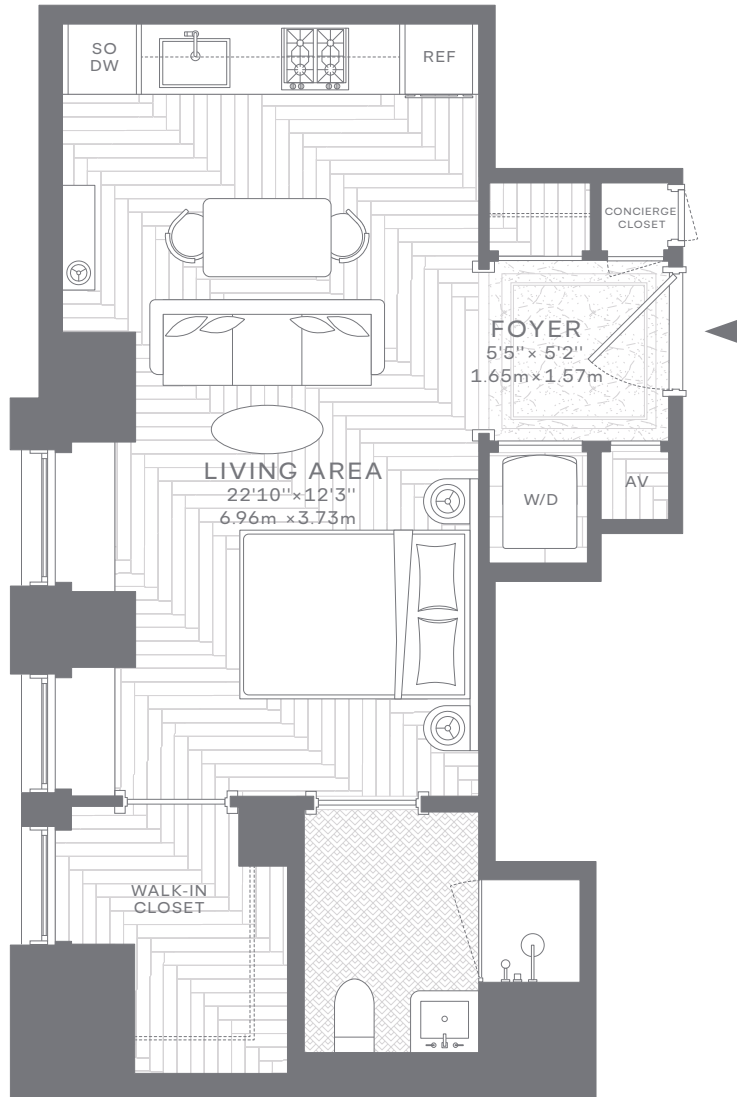 SO
DW
REF
CONCIERGE
CLOSET
FOYER
5'5''× 5'2''
1.65m×1.57m
LIVING AREA
22'10''×12'3''
6.96m ×3.73m
W/D
AV
WALK-IN
CLOSET